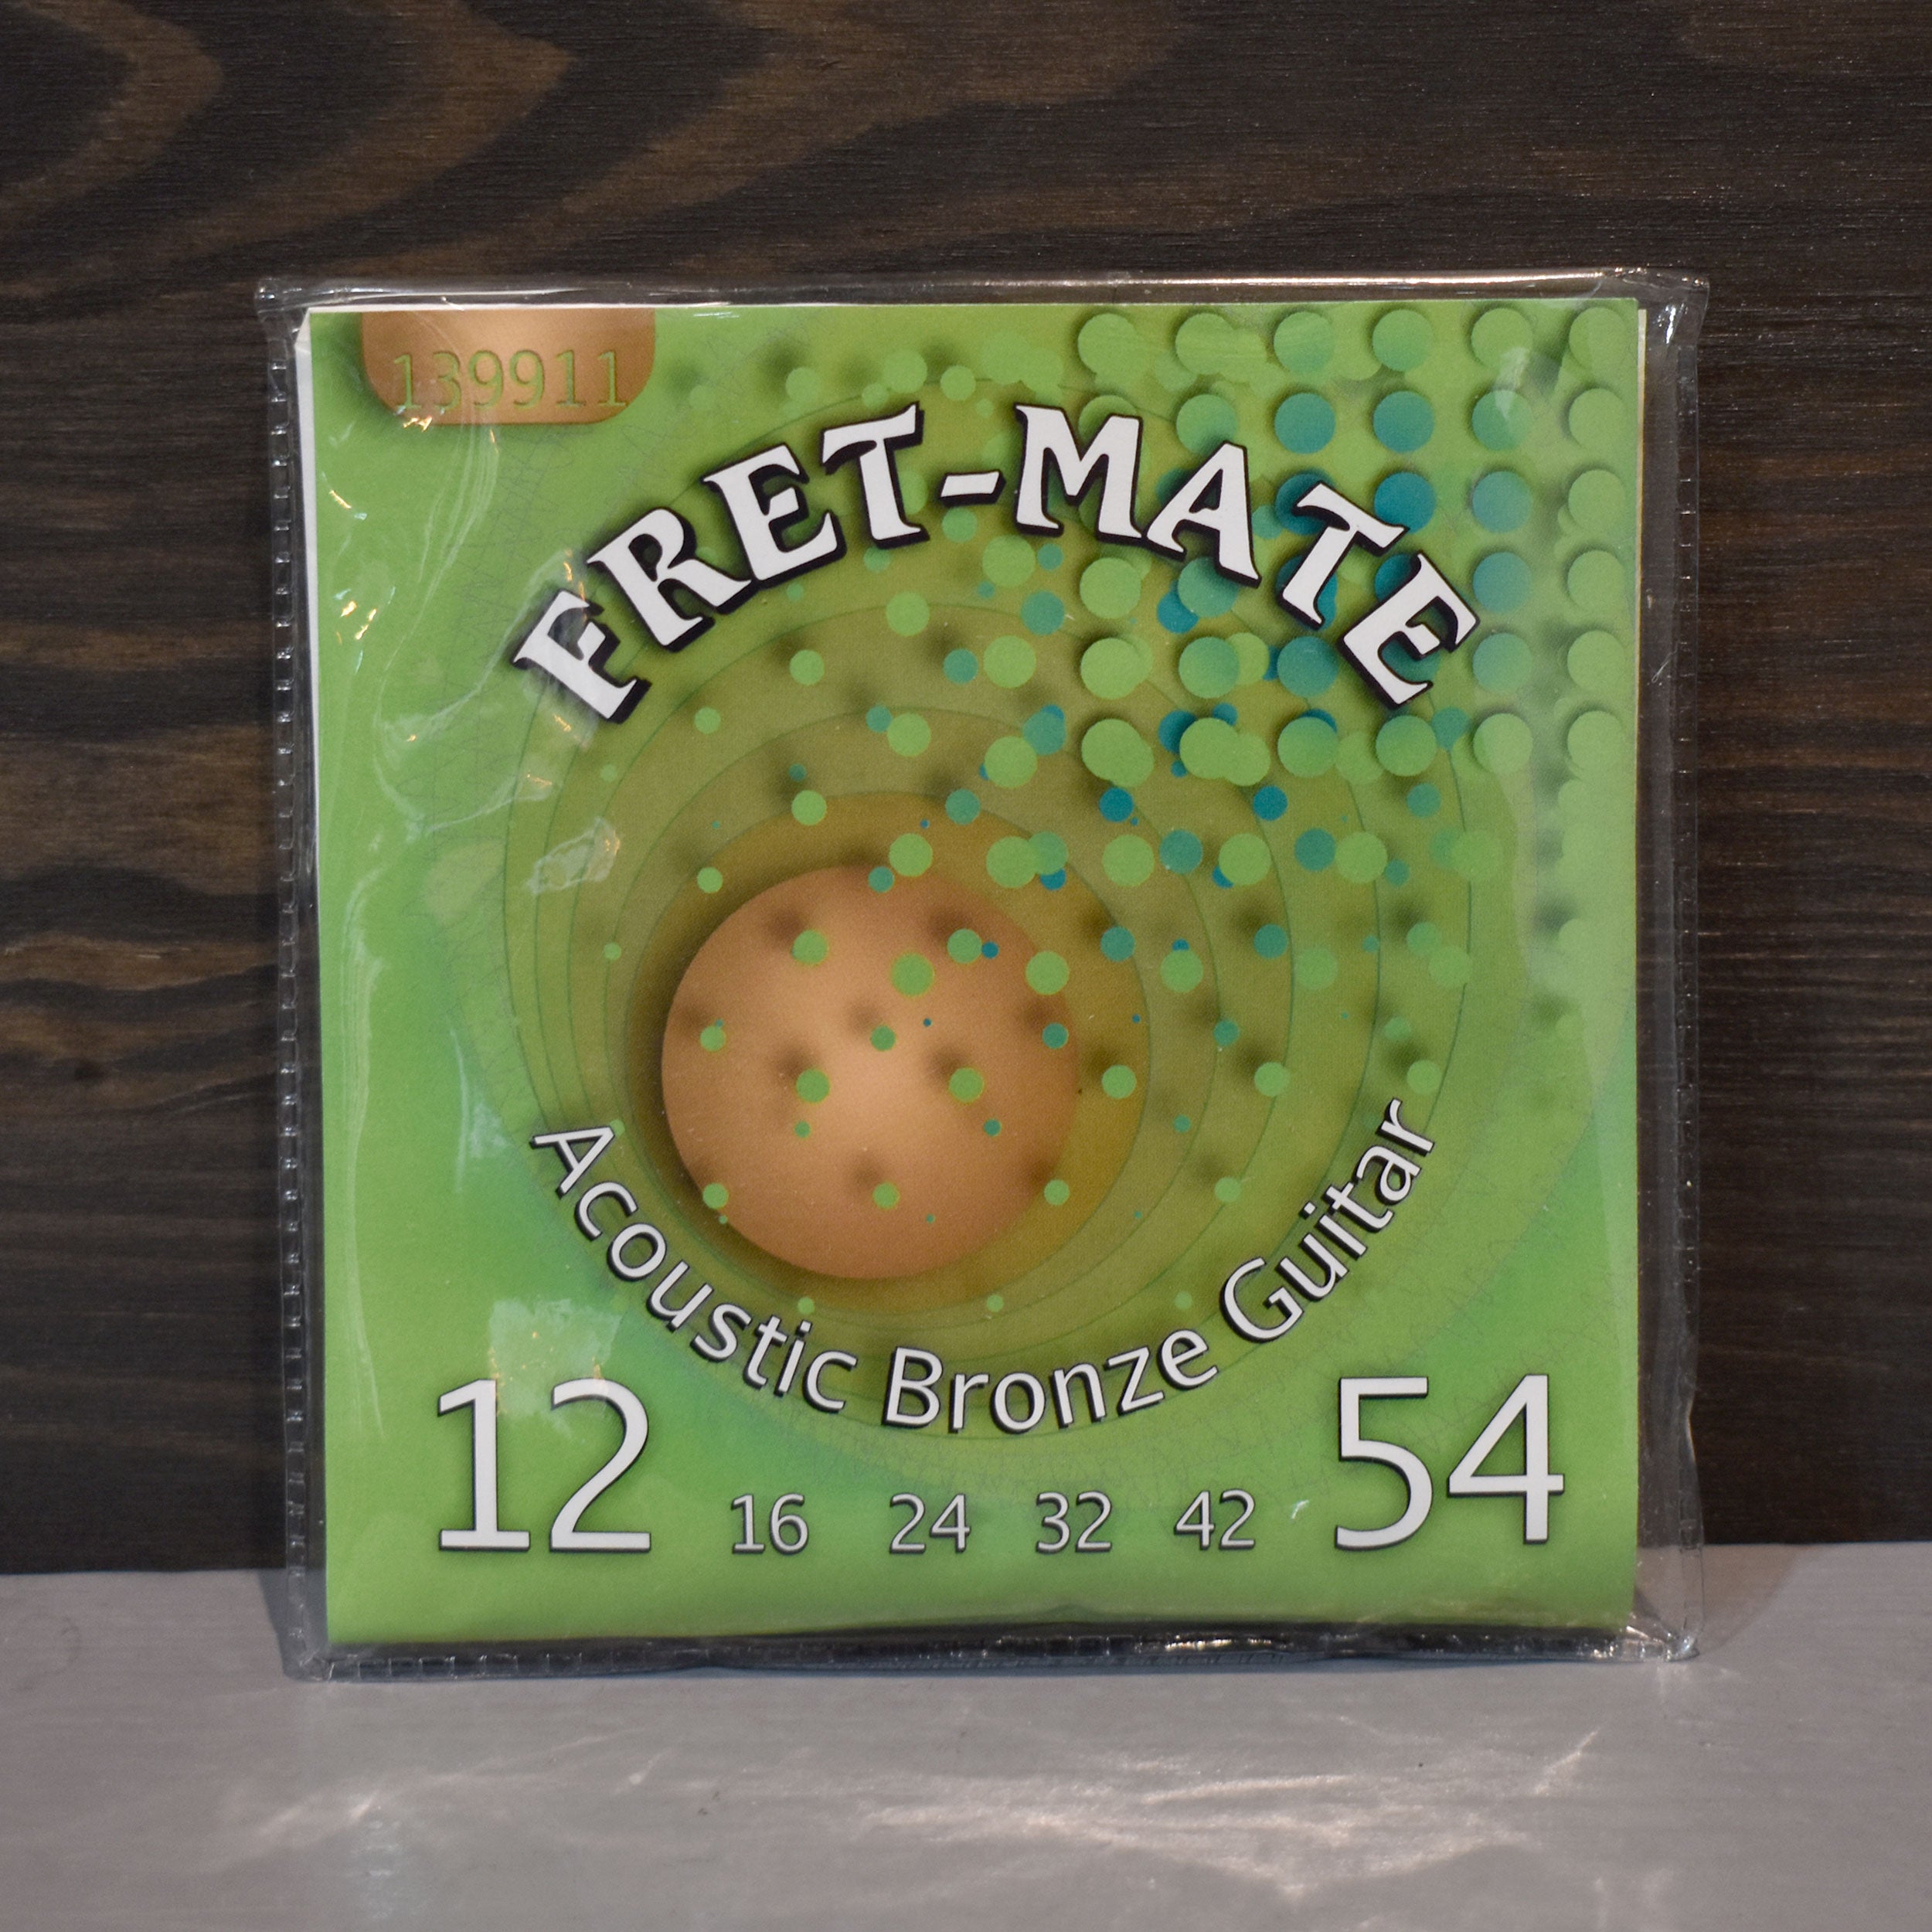 139911
FRET-MATE
Acoustic Bronze Guitar
12 16 24 32 42 54